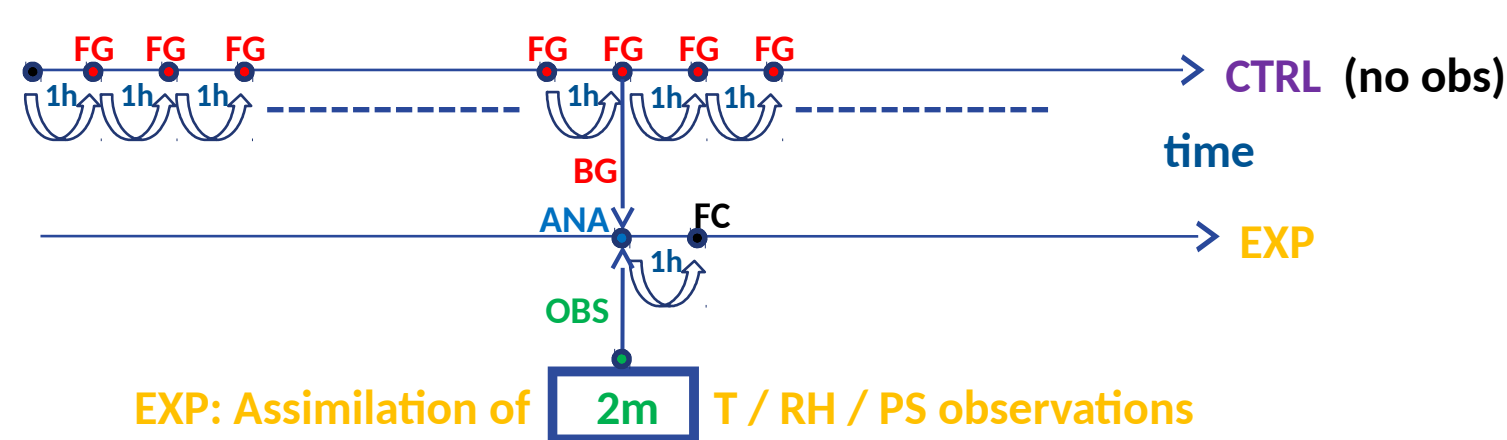 FG FG FG FG FG FG FG
CTRL (no obs)
1h 1h 1h 1h 1h 1h
time
BG
ANA FC
EXP
1h
OBS
EXP: Assimilation of 2m T / RH / PS observations